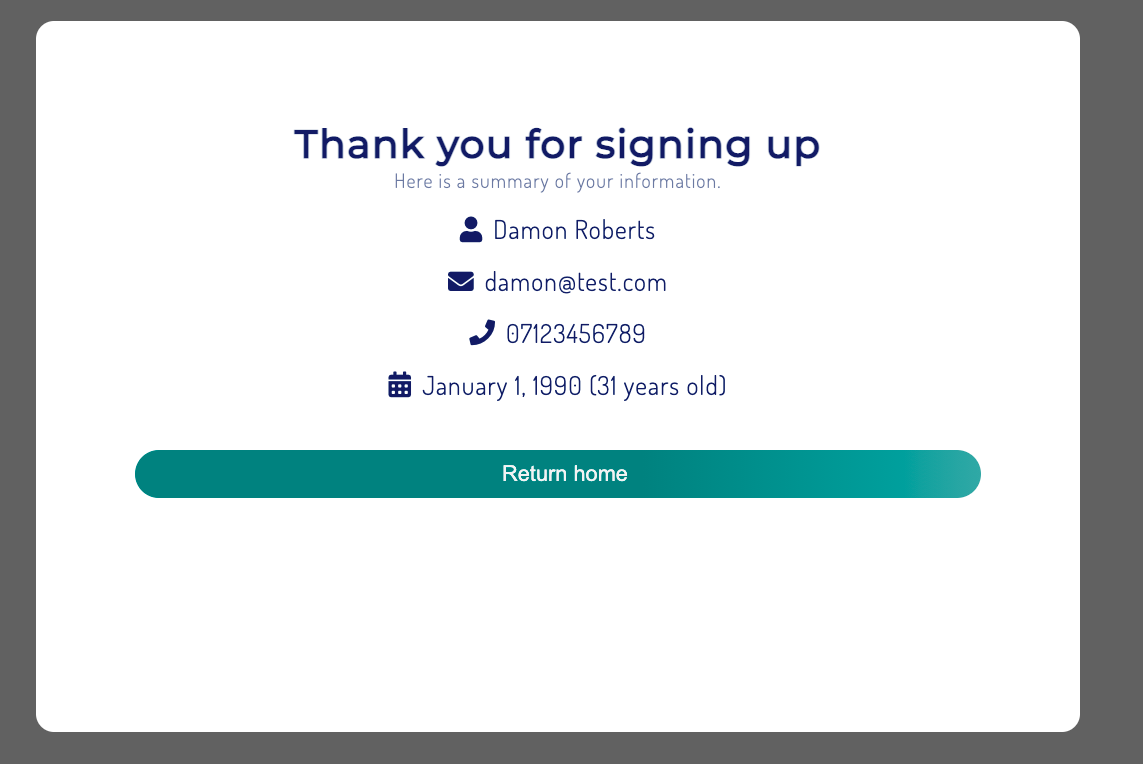 Thank you for signing up
Here is a summary of your information.
Damon Roberts
damon@test.com
07123456789
January 1, 1990 (31 years old)
Return home